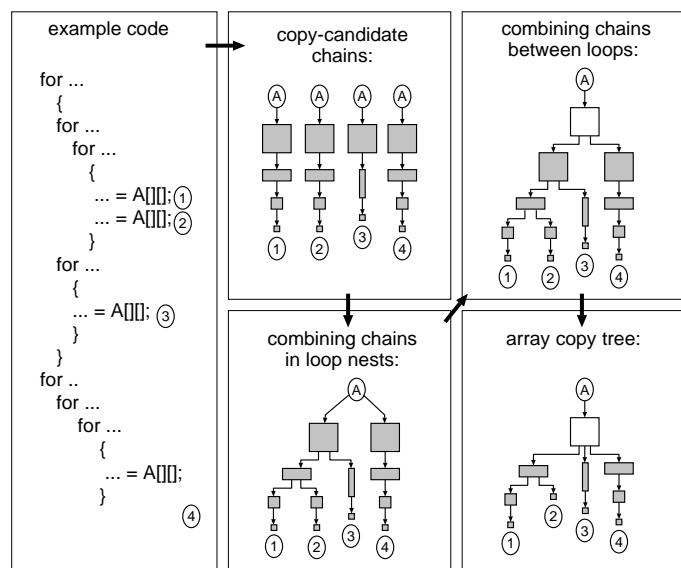 example code
for ...
{
for ...
for ...
{
... = A[][]; 1
... = A[][]; 2
}
for ...
{
... = A[][]; 3
}
}
for ..
for ...
for ...
{
... = A[][];
}
4
copy-candidate
chains:
A A A A
1 2 3 4
combining chains
in loop nests:
A
1 2 3 4
combining chains
between loops:
A
1 2 3 4
array copy tree:
A
2
1 3 4